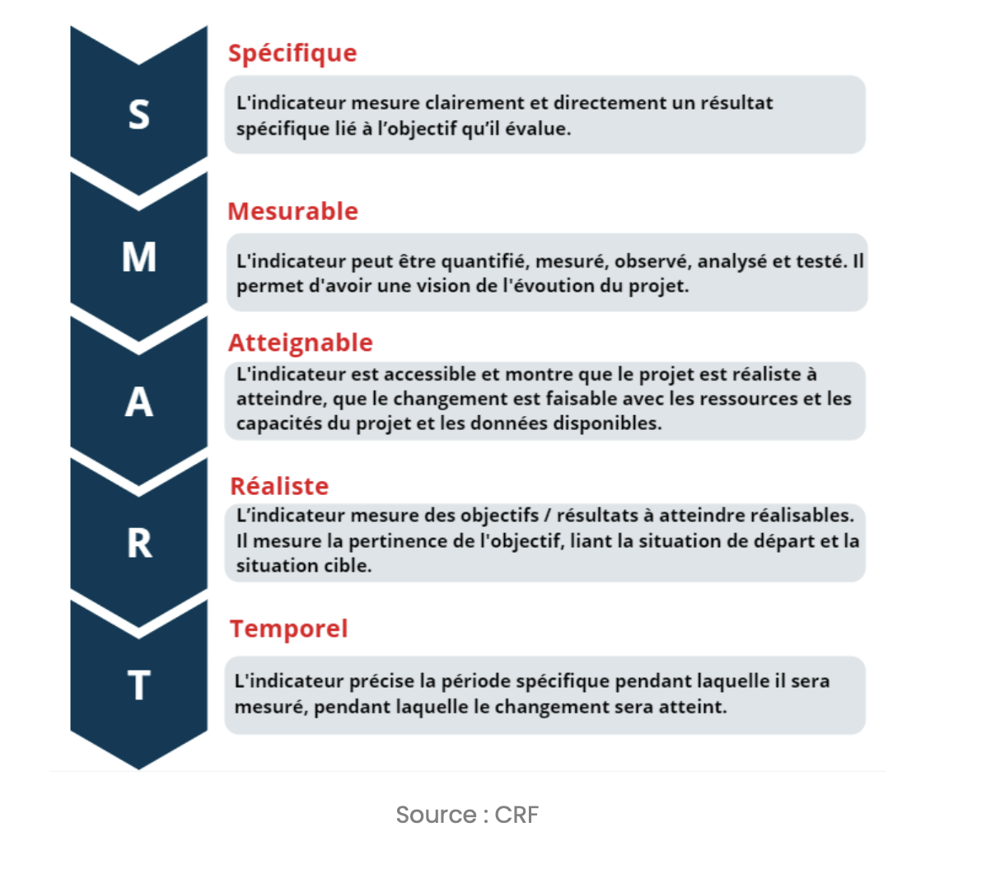 S
Spécifique
L'indicateur mesure clairement et directement un résultat
spécifique lié à l’objectif qu’il évalue.
M
Mesurable
L'indicateur peut être quantifié, mesuré, observé, analysé et testé. Il
permet d'avoir une vision de l'évoution du projet.
A
Atteignable
L'indicateur est accessible et montre que le projet est réaliste à
atteindre, que le changement est faisable avec les ressources et les
capacités du projet et les données disponibles.
R
Réaliste
L’indicateur mesure des objectifs / résultats à atteindre réalisables.
Il mesure la pertinence de l'objectif, liant la situation de départ et la
situation cible.
T
Temporel
L'indicateur précise la période spécifique pendant laquelle il sera
mesuré, pendant laquelle le changement sera atteint.
Source : CRF